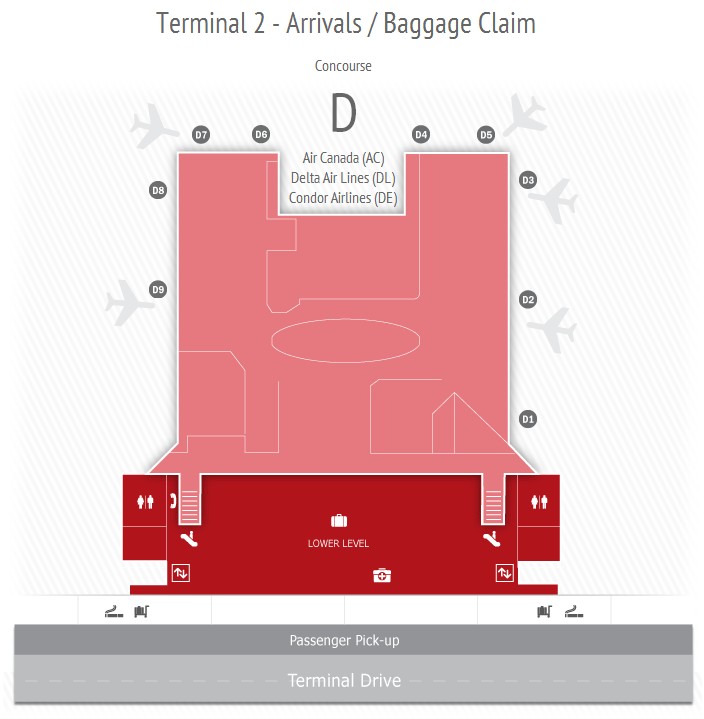 Terminal 2 - Arrivals / Baggage Claim
Concourse
D
D7
D6
D4
D5
Air Canada (AC)
Delta Air Lines (DL)
Condor Airlines (DE)
D8
D3
D9
D2
D1
LOWER LEVEL
Passenger Pick-up
Terminal Drive